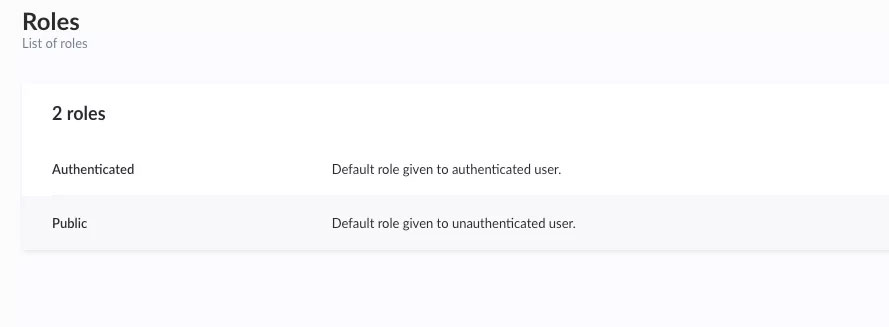 Roles
List of roles
2 roles
Authenticated Default role given to authenticated user.
Public Default role given to unauthenticated user.